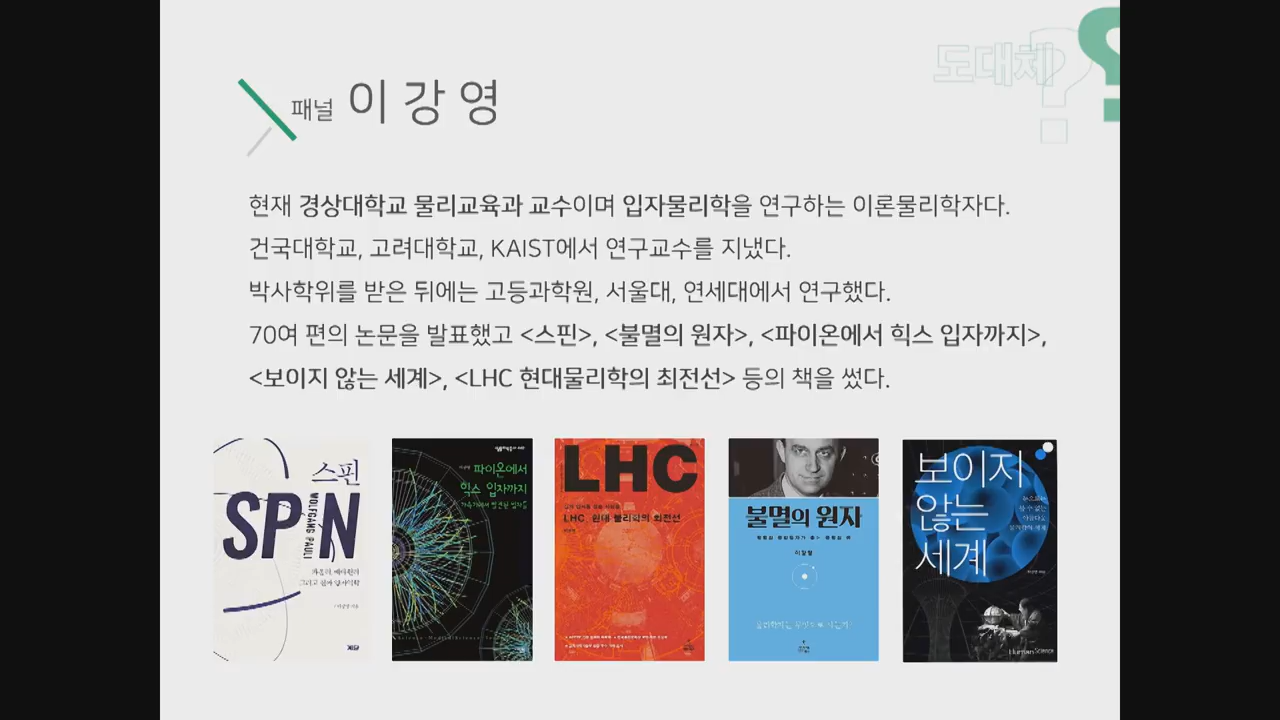 도대체
?
패널 이강영
현재 경상대학교 물리교육과 교수이며 입자물리학을 연구하는 이론물리학자다.
건국대학교, 고려대학교, KAIST에서 연구교수를 지냈다.
박사학위를 받은 뒤에는 고등과학원, 서울대, 연세대에서 연구했다.
70여 편의 논문을 발표했고 <스핀>, <불멸의 원자>, <파이온에서 힉스 입자까지>,
<보이지 않는 세계>, <LHC 현대물리학의 최전선> 등의 책을 썼다.
스핀
SPIN
WOLFGANG PAULI
파이온에서
힉스 입자까지
LHC
LHC 현대 물리학의 최전선
불멸의 원자
이강영
보이지
않는
세계
Human Science